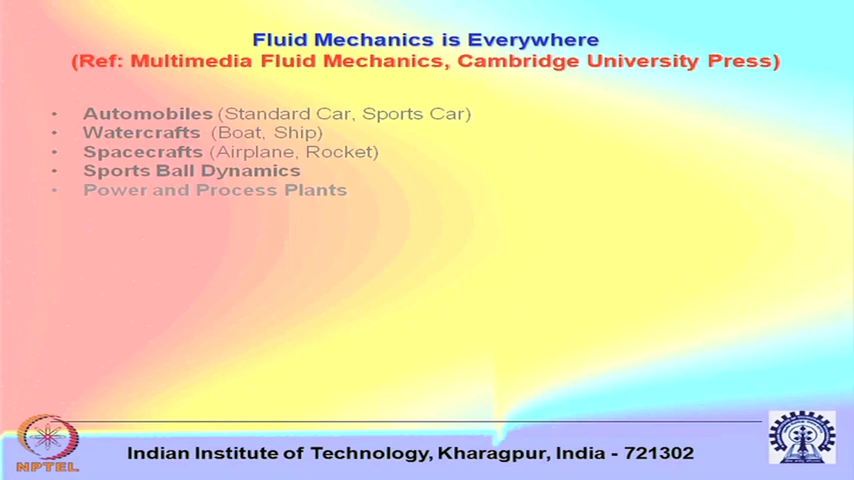 Fluid Mechanics is Everywhere
(Ref: Multimedia Fluid Mechanics, Cambridge University Press)
• Automobiles (Standard Car, Sports Car)
• Watercrafts (Boat, Ship)
• Spacecrafts (Airplane, Rocket)
• Sports Ball Dynamics
• Power and Process Plants
NPTEL
Indian Institute of Technology, Kharagpur, India - 721302